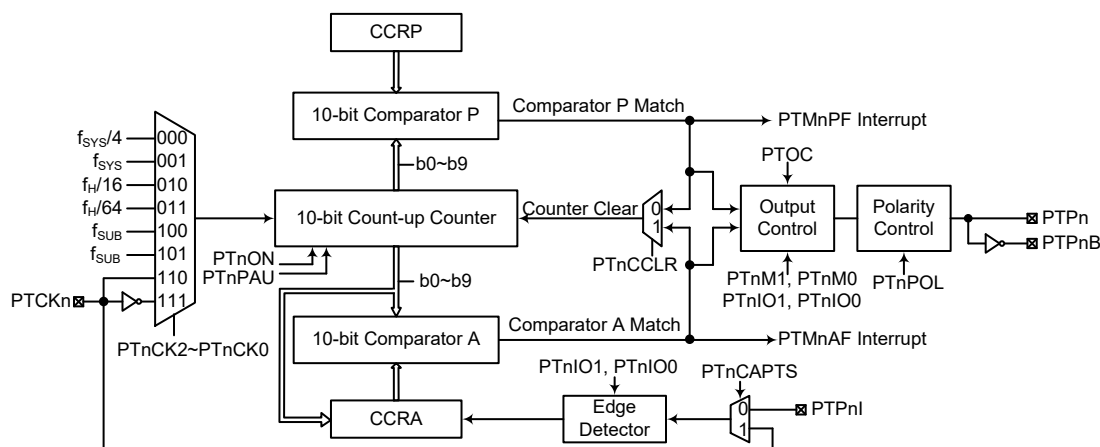 CCRP
10-bit Comparator P
Comparator P Match
PTMnPF Interrupt
b0~b9
fSYS/4
000
fSYS
001
fH/16
010
fH/64
011
fSUB
100
fSUB
101
110
111
PTCKn
PTnCK2~PTnCK0
10-bit Count-up Counter
PTnON
PTnPAU
Counter Clear
0
1
PTnCCLR
PTOC
Output
Control
PTnM1, PTnM0
PTnIO1, PTnIO0
Polarity
Control
PTnPOL
PTPn
PTPnB
b0~b9
10-bit Comparator A
Comparator A Match
PTMnAF Interrupt
CCRA
PTnIO1, PTnIO0
Edge
Detector
PTnCAPTS
0
1
PTPnI